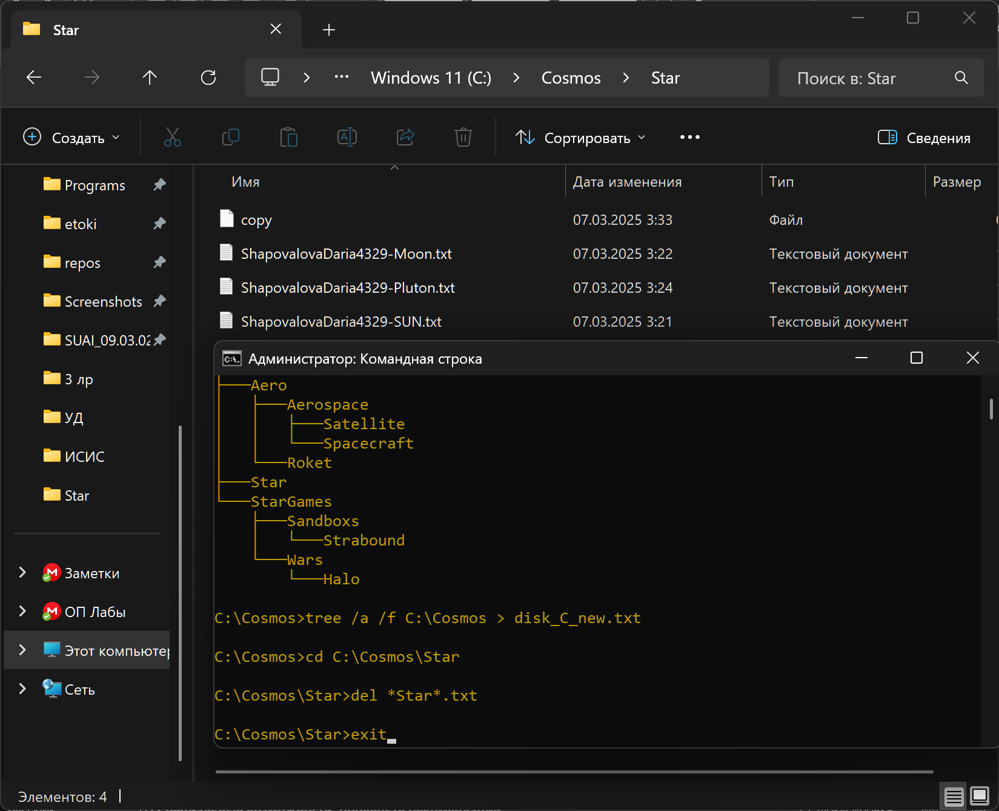 Star
Windows 11 (C:) Cosmos Star
Поиск в: Star
Создать
Сортировать
Сведения
Programs
etoki
repos
Screenshots
SUAI_09.03.02
3 лр
УД
ИСИС
Star
Заметки
ОП Лабы
Этот компьютер
Сеть
Имя Дата изменения Тип Размер
copy 07.03.2025 3:33 Файл
ShapovalovaDaria4329-Moon.txt 07.03.2025 3:22 Текстовый документ
ShapovalovaDaria4329-Pluton.txt 07.03.2025 3:24 Текстовый документ
ShapovalovaDaria4329-SUN.txt 07.03.2025 3:21 Текстовый документ
Администратор: Командная строка
├───Aero
│   ├───Aerospace
│   │   ├───Satellite
│   │   └───Spacecraft
│   └───Roket
├───Star
└───StarGames
    ├───Sandboxs
    │   └───Strabound
    └───Wars
        └───Halo
C:\Cosmos>tree /a /f C:\Cosmos > disk_C_new.txt
C:\Cosmos>cd C:\Cosmos\Star
C:\Cosmos\Star>del *Star*.txt
C:\Cosmos\Star>exit
Элементов: 4